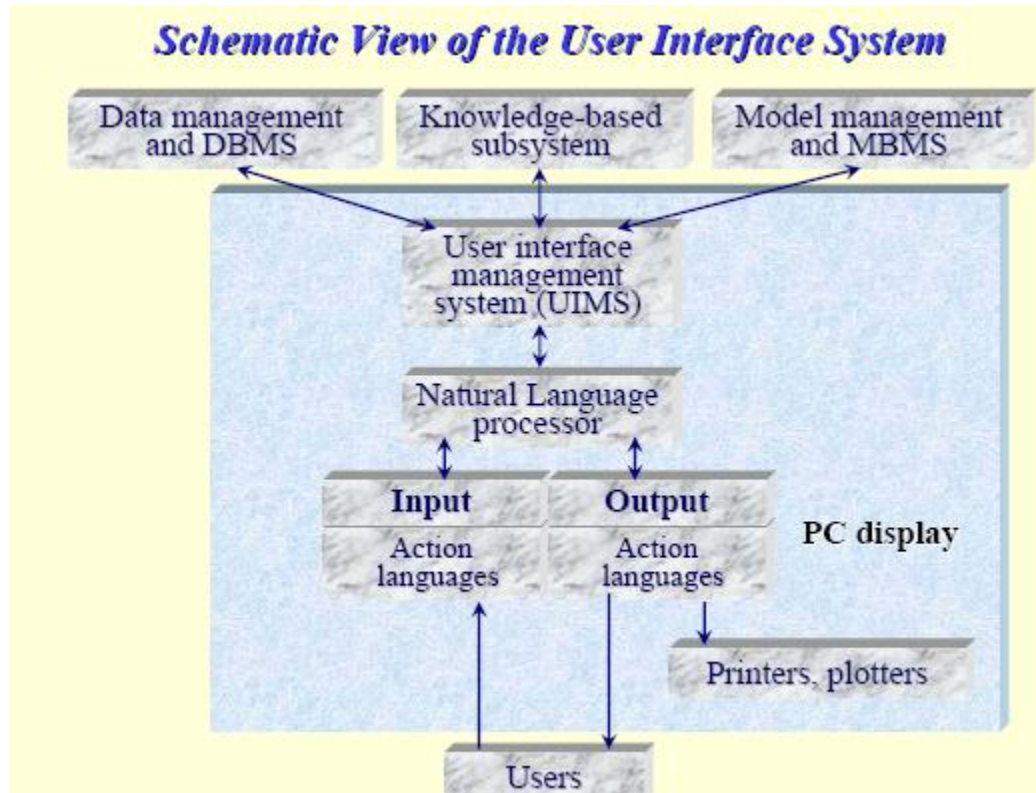 Schematic View of the User Interface System
Data management
and DBMS
Knowledge-based
subsystem
Model management
and MBMS
User interface
management
system (UIMS)
Natural Language
processor
Input
Action
languages
Output
Action
languages
PC display
Printers, plotters
Users